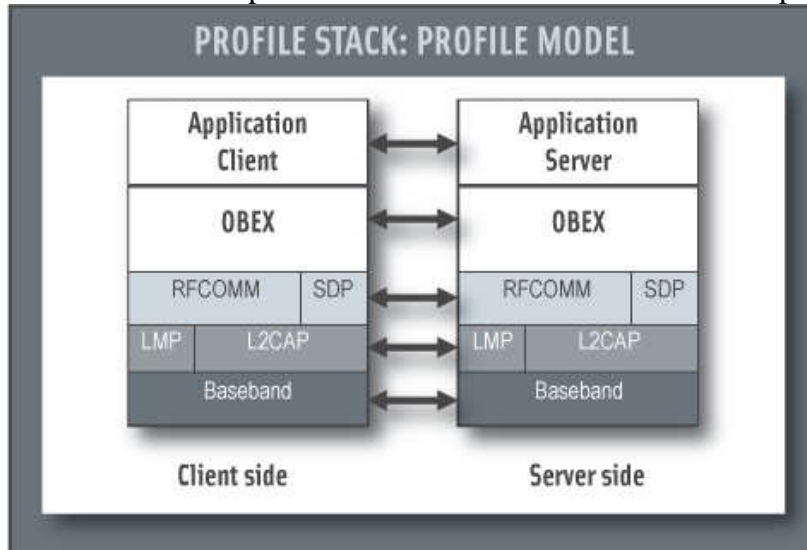 PROFILE STACK: PROFILE MODEL
Application
Client
Application
Server
OBEX
OBEX
RFCOMM SDP
RFCOMM SDP
LMP L2CAP
LMP L2CAP
Baseband
Baseband
Client side
Server side